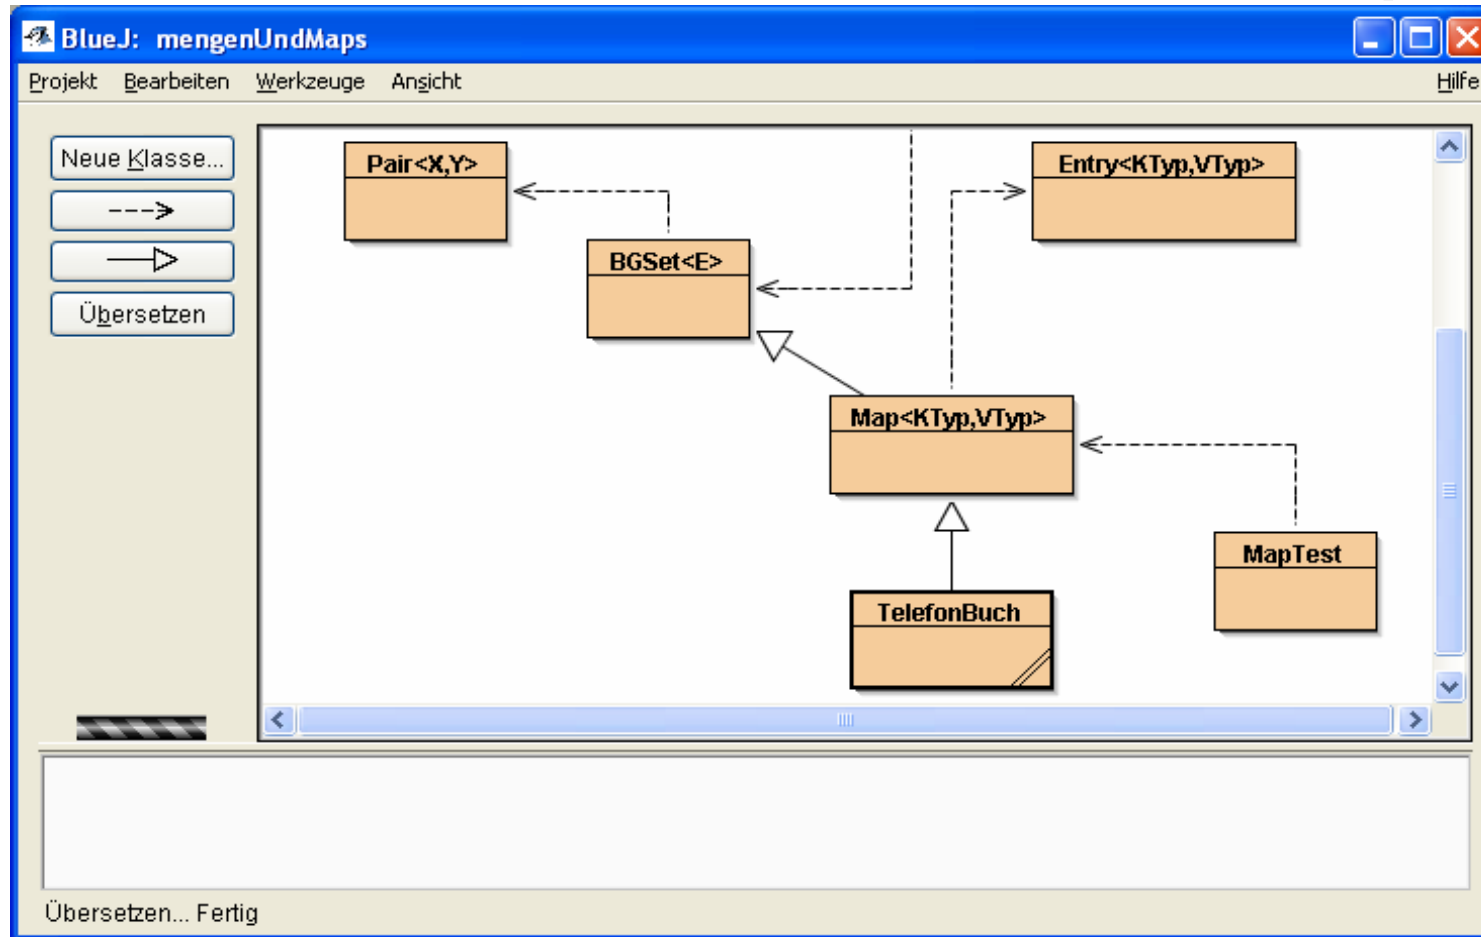 BlueJ: mengenUndMaps
Projekt Bearbeiten Werkzeuge Ansicht Hilfe
Neue Klasse...
Übersetzen
Pair<X,Y>
Entry<KTyp,VTyp>
BGSet<E>
Map<KTyp,VTyp>
MapTest
TelefonBuch
Übersetzen... Fertig